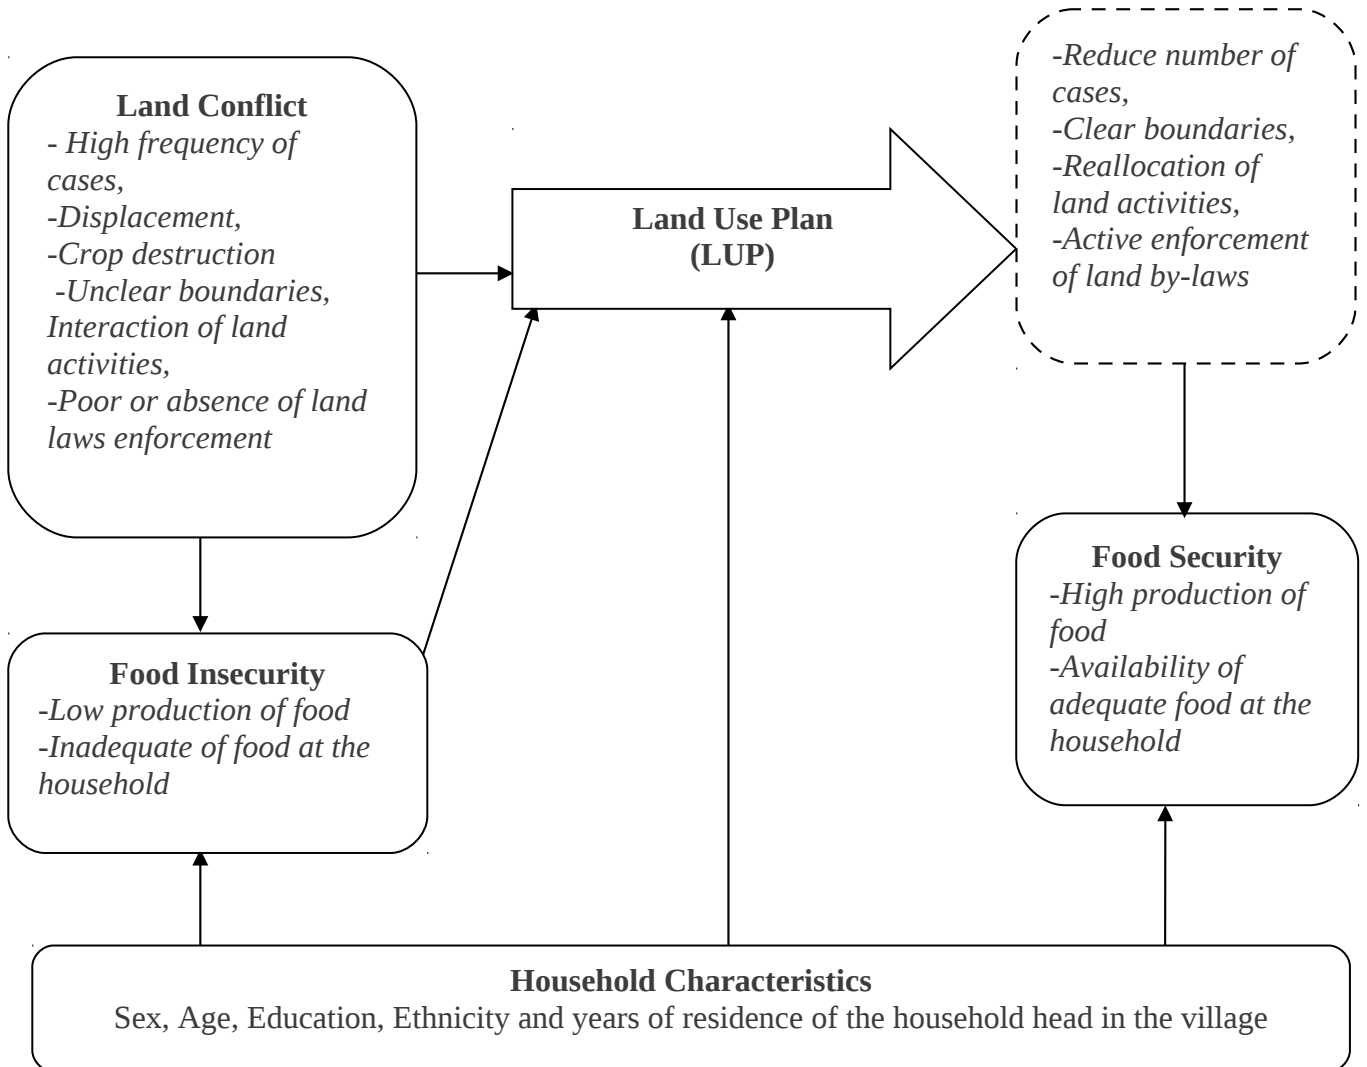 Land Conflict
- High frequency of
cases,
-Displacement,
-Crop destruction
-Unclear boundaries,
Interaction of land
activities,
-Poor or absence of land
laws enforcement
Land Use Plan
(LUP)
-Reduce number of
cases,
-Clear boundaries,
-Reallocation of
land activities,
-Active enforcement
of land by-laws
Food Insecurity
-Low production of food
-Inadequate of food at the
household
Food Security
-High production of
food
-Availability of
adequate food at the
household
Household Characteristics
Sex, Age, Education, Ethnicity and years of residence of the household head in the village